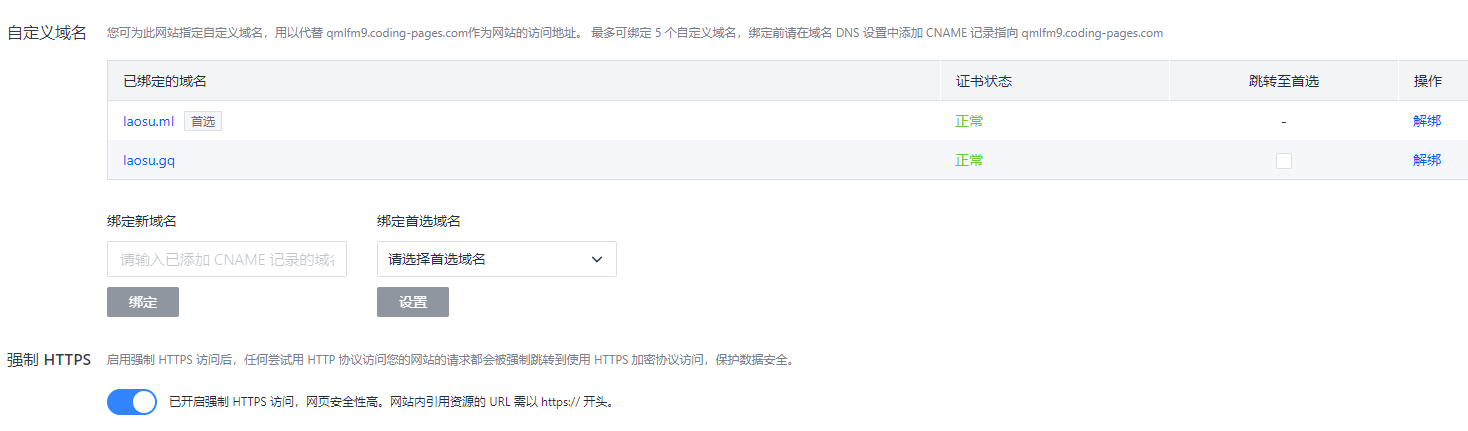 自定义域名 您可为此网站指定自定义域名，用以代替 qmlfm9.coding-pages.com作为网站的访问地址。 最多可绑定 5 个自定义域名，绑定前请在域名 DNS 设置中添加 CNAME 记录指向 qmlfm9.coding-pages.com
已绑定的域名 证书状态 跳转至首选 操作
laosu.ml 首选 正常 - 解绑
laosu.gq 正常 解绑
绑定新域名 绑定首选域名
请输入已添加 CNAME 记录的域名 请选择首选域名
绑定 设置
强制 HTTPS 启用强制 HTTPS 访问后，任何尝试用 HTTP 协议访问您的网站的请求都会被强制跳转到使用 HTTPS 加密协议访问，保护数据安全。
已开启强制 HTTPS 访问，网页安全性高。网站内引用资源的 URL 需以 https:// 开头。